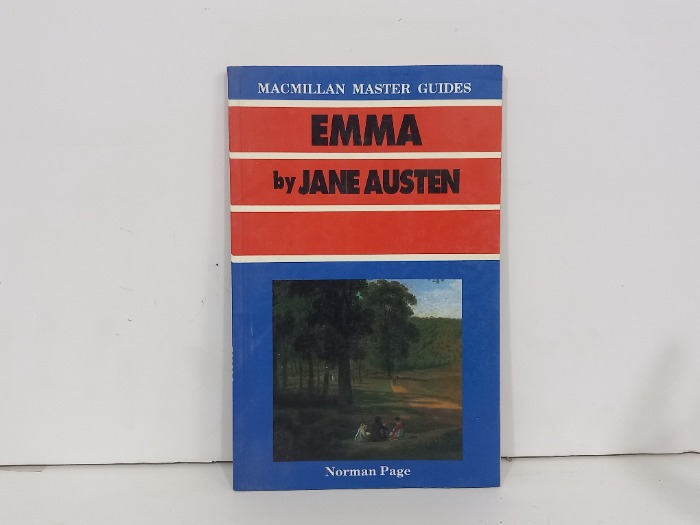 MACMILLAN MASTER GUIDES
EMMA
by JANE AUSTEN
Norman Page